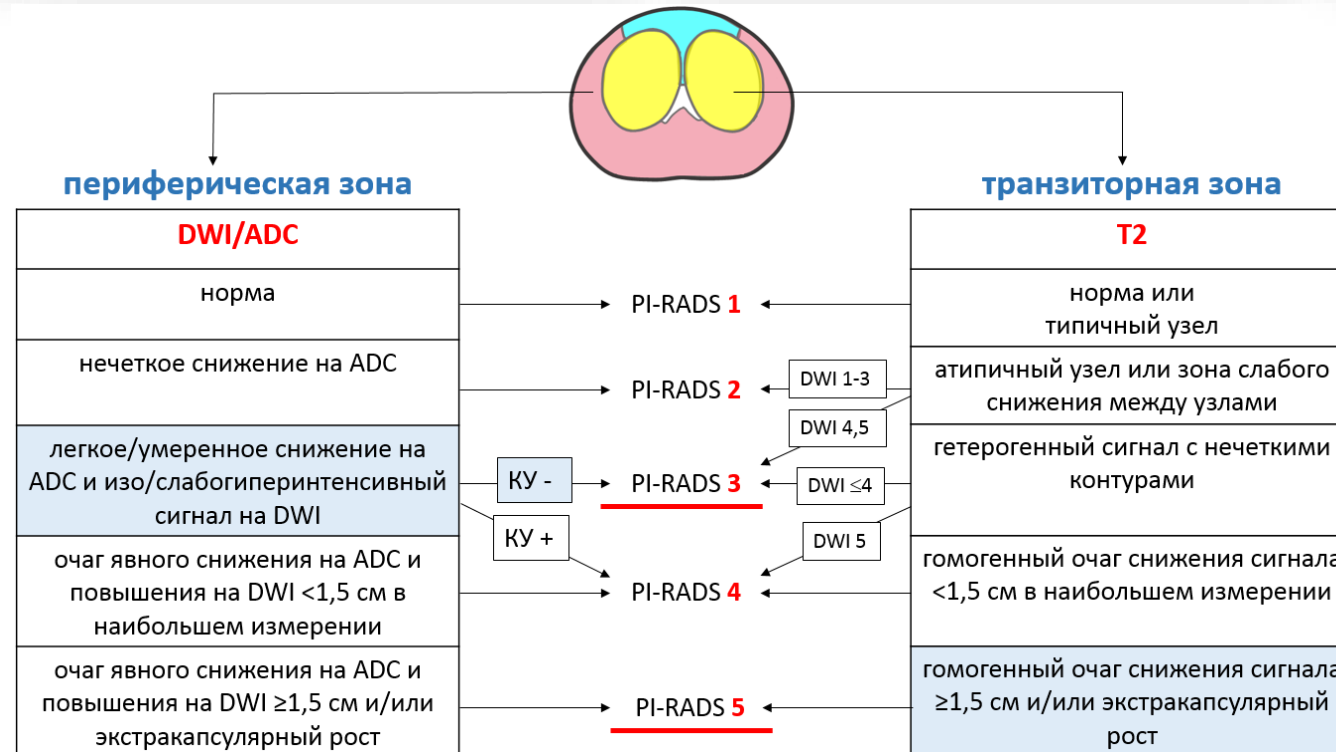 периферическая зона
DWI/ADC
норма
нечеткое снижение на ADC
легкое/умеренное снижение на
ADC и изо/слабогиперинтенсивный
сигнал на DWI
очаг явного снижения на ADC и
повышения на DWI <1,5 см в
наибольшем измерении
очаг явного снижения на ADC и
повышения на DWI ≥1,5 см и/или
экстракапсулярный рост
КУ -
КУ +
PI-RADS 1
PI-RADS 2
PI-RADS 3
PI-RADS 4
PI-RADS 5
DWI 1-3
DWI 4,5
DWI ≤4
DWI 5
транзиторная зона
T2
норма или
типичный узел
атипичный узел или зона слабого
снижения между узлами
гетерогенный сигнал с нечеткими
контурами
гомогенный очаг снижения сигнала
<1,5 см в наибольшем измерении
гомогенный очаг снижения сигнала
≥1,5 см и/или экстракапсулярный
рост